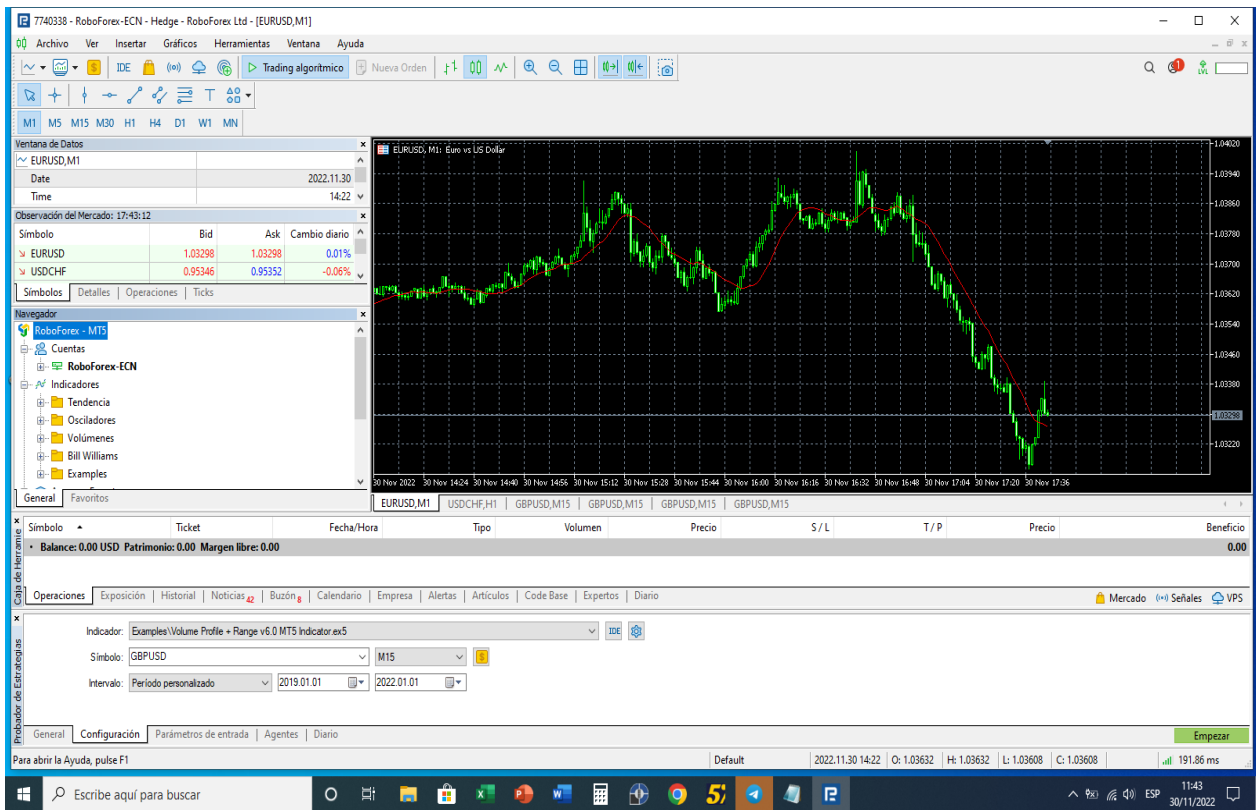 7740338 - RoboForex-ECN - Hedge - RoboForex Ltd - [EURUSD,M1]
Archivo Ver Insertar Gráficos Herramientas Ventana Ayuda
IDE Trading algorítmico Nueva Orden 1 LVL
T
M1 M5 M15 M30 H1 H4 D1 W1 MN
Ventana de Datos
EURUSD,M1
Date 2022.11.30
Time 14:22
Observación del Mercado: 17:43:12
Símbolo Bid Ask Cambio diario
EURUSD 1.03298 1.03298 0.01%
USDCHF 0.95346 0.95352 -0.06%
Símbolos Detalles Operaciones Ticks
Navegador
RoboForex - MT5
Cuentas
RoboForex-ECN
Indicadores
Tendencia
Osciladores
Volúmenes
Bill Williams
Examples
General Favoritos
EURUSD, M1: Euro vs US Dollar
1.04020
1.03940
1.03860
1.03780
1.03700
1.03620
1.03540
1.03460
1.03380
1.03298
1.03220
30 Nov 2022 30 Nov 14:24 30 Nov 14:40 30 Nov 14:56 30 Nov 15:12 30 Nov 15:28 30 Nov 15:44 30 Nov 16:00 30 Nov 16:16 30 Nov 16:32 30 Nov 16:48 30 Nov 17:04 30 Nov 17:20 30 Nov 17:36
EURUSD,M1 USDCHF,H1 GBPUSD,M15 GBPUSD,M15 GBPUSD,M15 GBPUSD,M15
Caja de Herramie
Símbolo Ticket Fecha/Hora Tipo Volumen Precio S / L T / P Precio Beneficio
Balance: 0.00 USD Patrimonio: 0.00 Margen libre: 0.00 0.00
Operaciones Exposición Historial Noticias 42 Buzón 8 Calendario Empresa Alertas Artículos Code Base Expertos Diario Mercado Señales VPS
Probador de Estrategias
Indicador: Examples\Volume Profile + Range v6.0 MT5 Indicator.ex5 IDE
Símbolo: GBPUSD M15
Intervalo: Período personalizado 2019.01.01 2022.01.01
General Configuración Parámetros de entrada Agentes Diario Empezar
Para abrir la Ayuda, pulse F1 Default 2022.11.30 14:22 O: 1.03632 H: 1.03632 L: 1.03608 C: 1.03608 191.86 ms
Escribe aquí para buscar ESP 11:43
30/11/2022